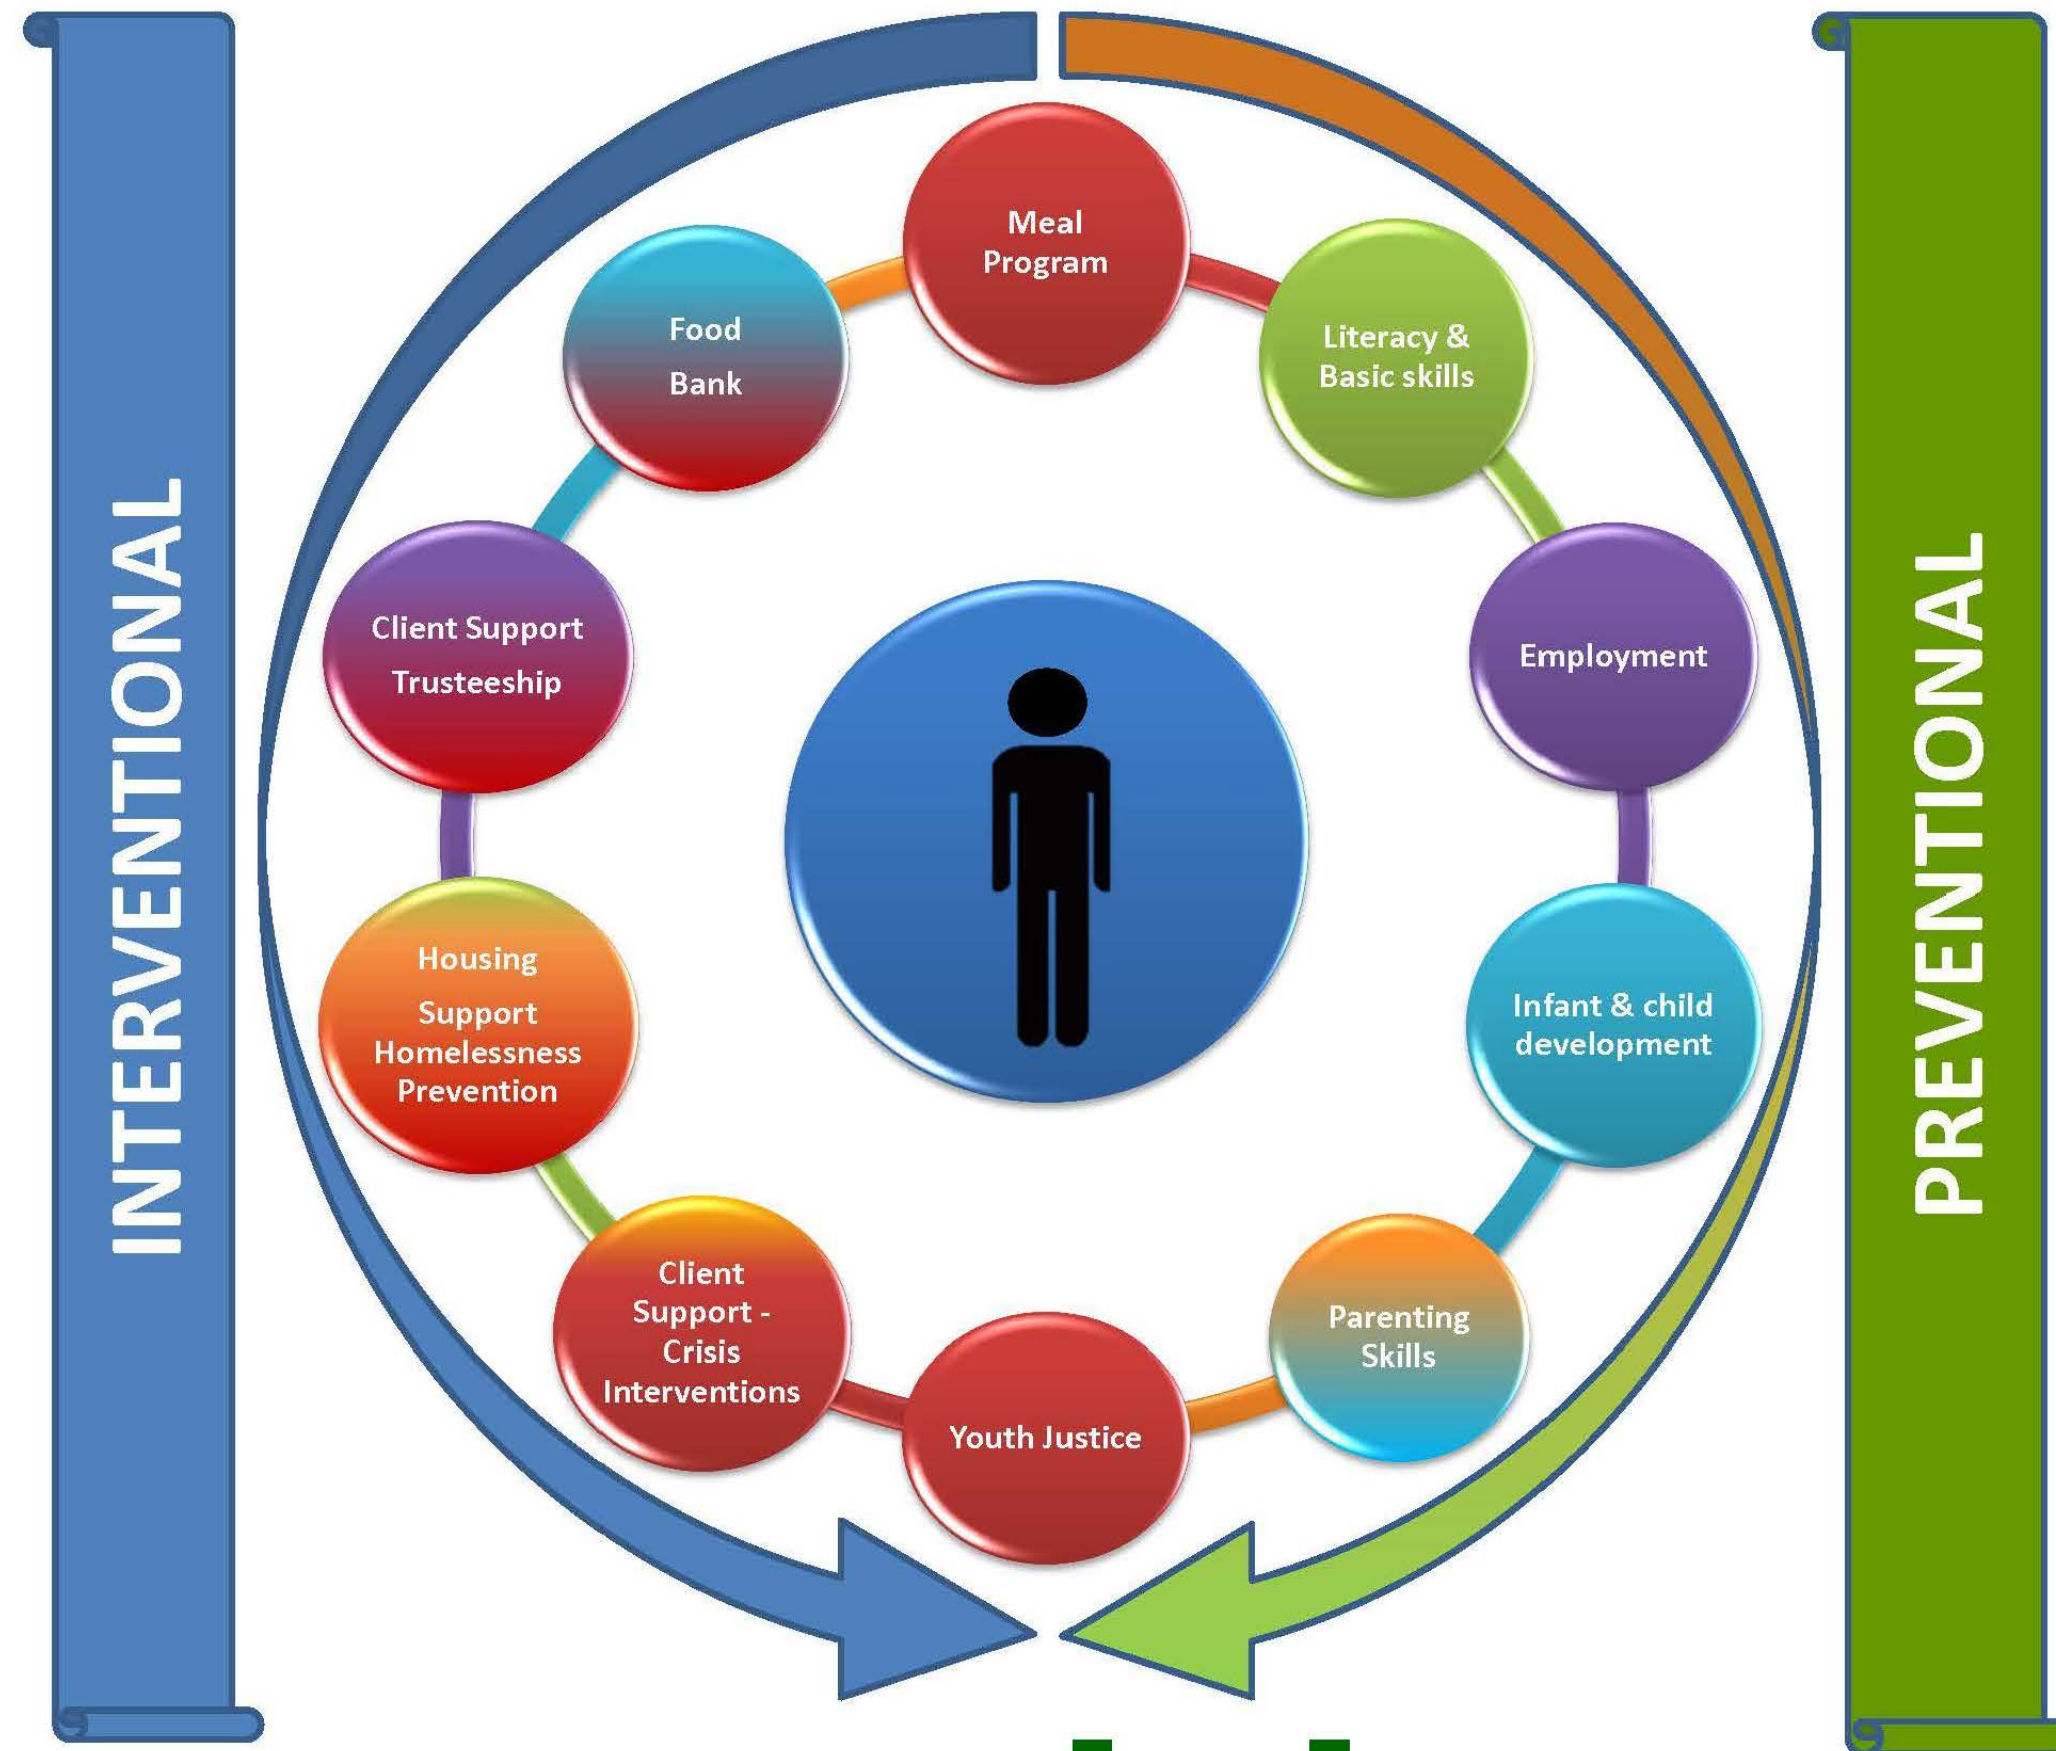 INTERVENTIONAL
Meal
Program
Literacy &
Basic skills
Employment
Infant & child
development
Parenting
Skills
Youth Justice
Client
Support -
Crisis
Interventions
Housing
Support
Homelessness
Prevention
Client Support
Trusteeship
Food
Bank
PREVENTIONAL